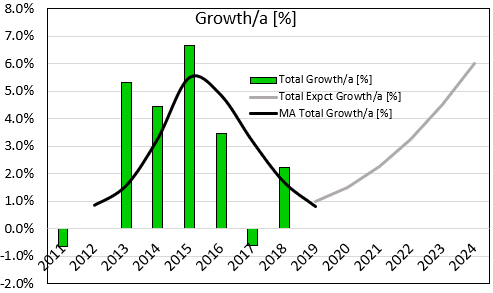 Growth/a [%]
8.0%
7.0%
6.0%
5.0%
4.0%
3.0%
2.0%
1.0%
0.0%
-1.0%
-2.0%
Total Growth/a [%]
Total Expct Growth/a [%]
MA Total Growth/a [%]
2011 2012 2013 2014 2015 2016 2017 2018 2019 2020 2021 2022 2023 2024